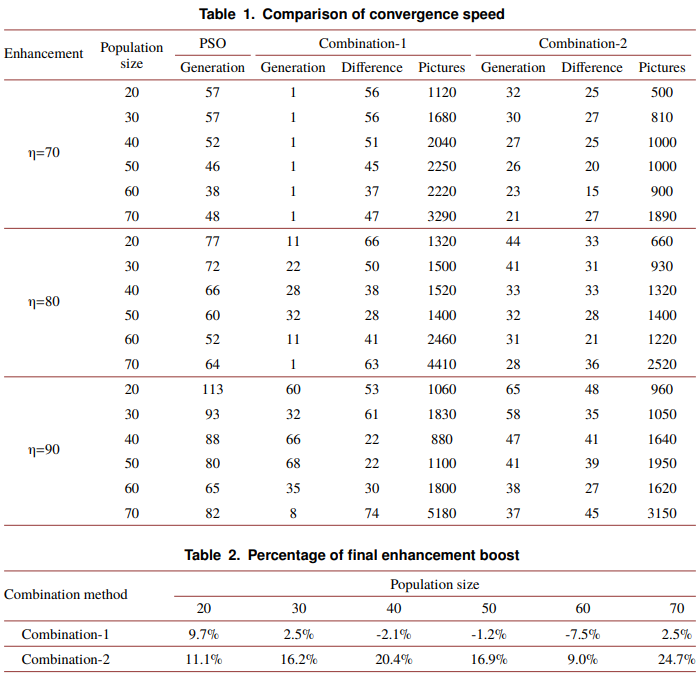 Table 1. Comparison of convergence speed
Enhancement Population size PSO Combination-1 Combination-2
Generation Generation Difference Pictures Generation Difference Pictures
η=70
20 57 1 56 1120 32 25 500
30 57 1 56 1680 30 27 810
40 52 1 51 2040 27 25 1000
50 46 1 45 2250 26 20 1000
60 38 1 37 2220 23 15 900
70 48 1 47 3290 21 27 1890
η=80
20 77 11 66 1320 44 33 660
30 72 22 50 1500 41 31 930
40 66 28 38 1520 33 33 1320
50 60 32 28 1400 32 28 1400
60 52 11 41 2460 31 21 1220
70 64 1 63 4410 28 36 2520
η=90
20 113 60 53 1060 65 48 960
30 93 32 61 1830 58 35 1050
40 88 66 22 880 47 41 1640
50 80 68 22 1100 41 39 1950
60 65 35 30 1800 38 27 1620
70 82 8 74 5180 37 45 3150
Table 2. Percentage of final enhancement boost
Combination method Population size
20 30 40 50 60 70
Combination-1 9.7% 2.5% -2.1% -1.2% -7.5% 2.5%
Combination-2 11.1% 16.2% 20.4% 16.9% 9.0% 24.7%